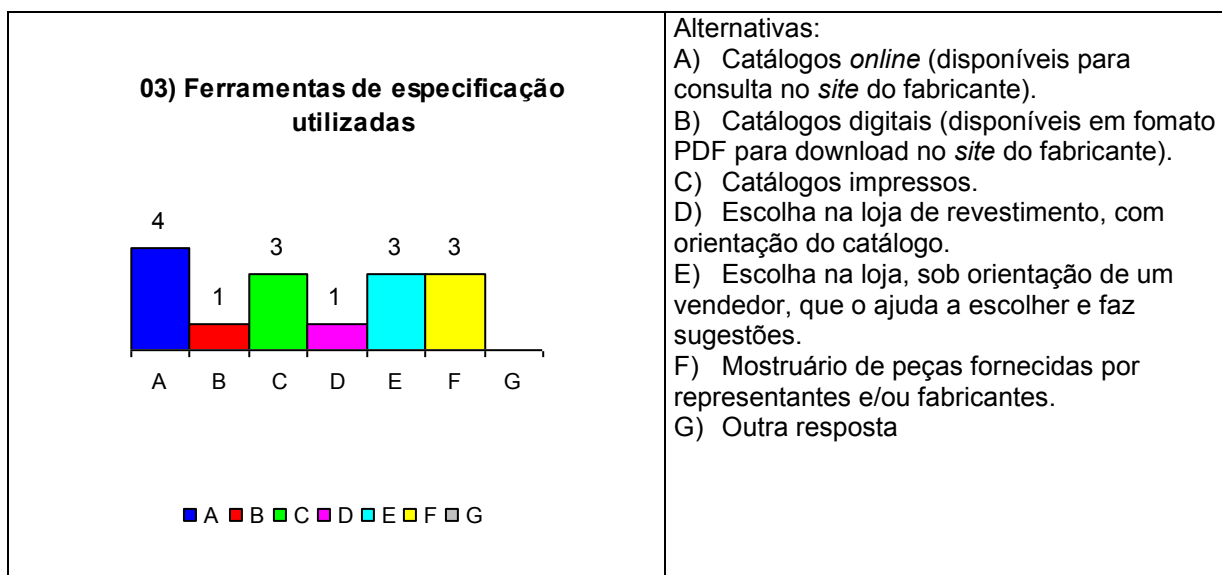 03) Ferramentas de especificação
utilizadas
4
1
3
1
3
3
A
B
C
D
E
F
G
A
B
C
D
E
F
G
Alternativas:
A) Catálogos online (disponíveis para
consulta no site do fabricante).
B) Catálogos digitais (disponíveis em fomato
PDF para download no site do fabricante).
C) Catálogos impressos.
D) Escolha na loja de revestimento, com
orientação do catálogo.
E) Escolha na loja, sob orientação de um
vendedor, que o ajuda a escolher e faz
sugestões.
F) Mostruário de peças fornecidas por
representantes e/ou fabricantes.
G) Outra resposta